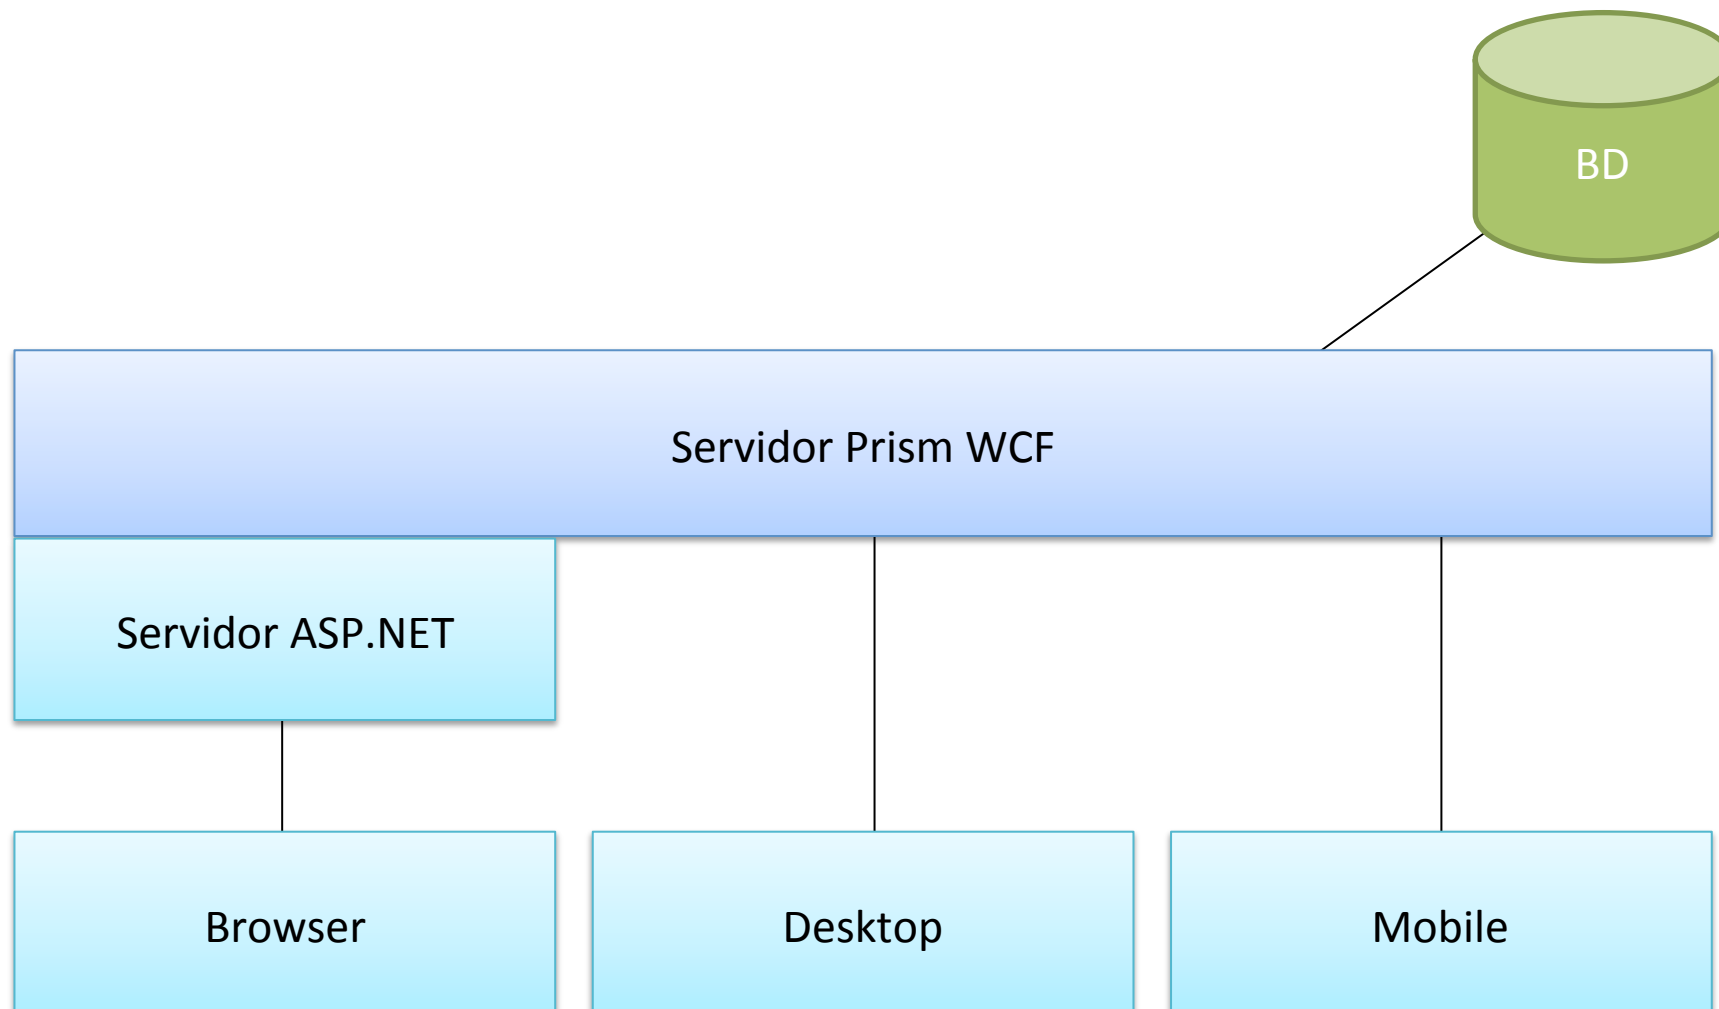 BD
Servidor Prism WCF
Servidor ASP.NET
Browser
Desktop
Mobile